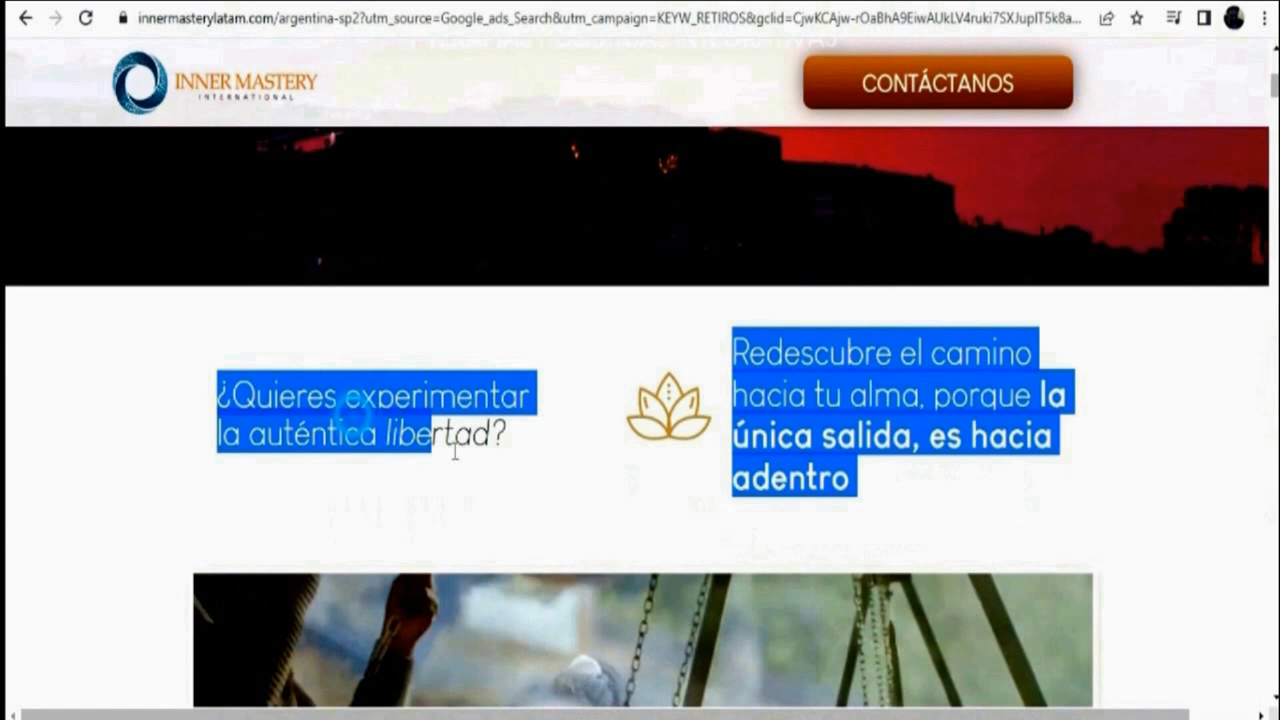 innermasterylatam.com/argentina-sp2?utm_source=Google_ads_Search&utm_campaign=KEYW_RETIROS&gclid=CjwKCAjw-rOaBhA9EiwAUkLV4ruki7SXJupIT5k8a...
INNER MASTERY
INTERNATIONAL
CONTÁCTANOS
¿Quieres experimentar
la auténtica libertad?
Redescubre el camino
hacia tu alma, porque la
única salida, es hacia
adentro